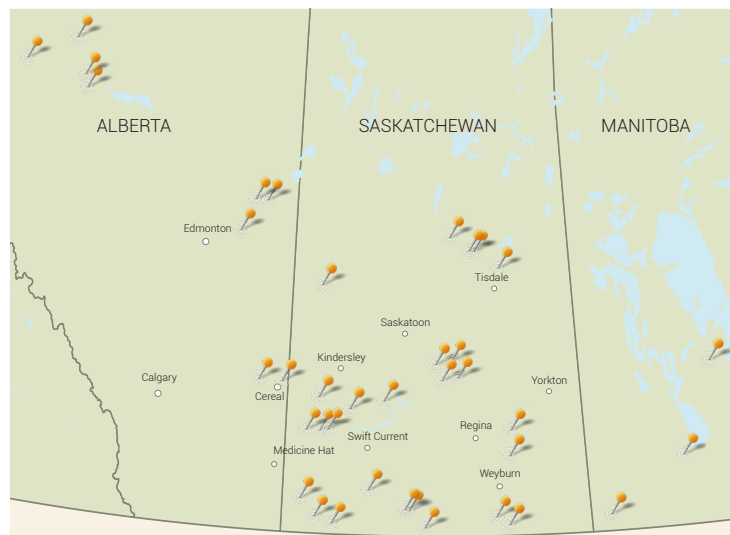 ALBERTA
SASKATCHEWAN
MANITOBA
Edmonton
Tisdale
Saskatoon
Kindersley
Calgary
Yorkton
Cereal
Regina
Swift Current
Medicine Hat
Weyburn